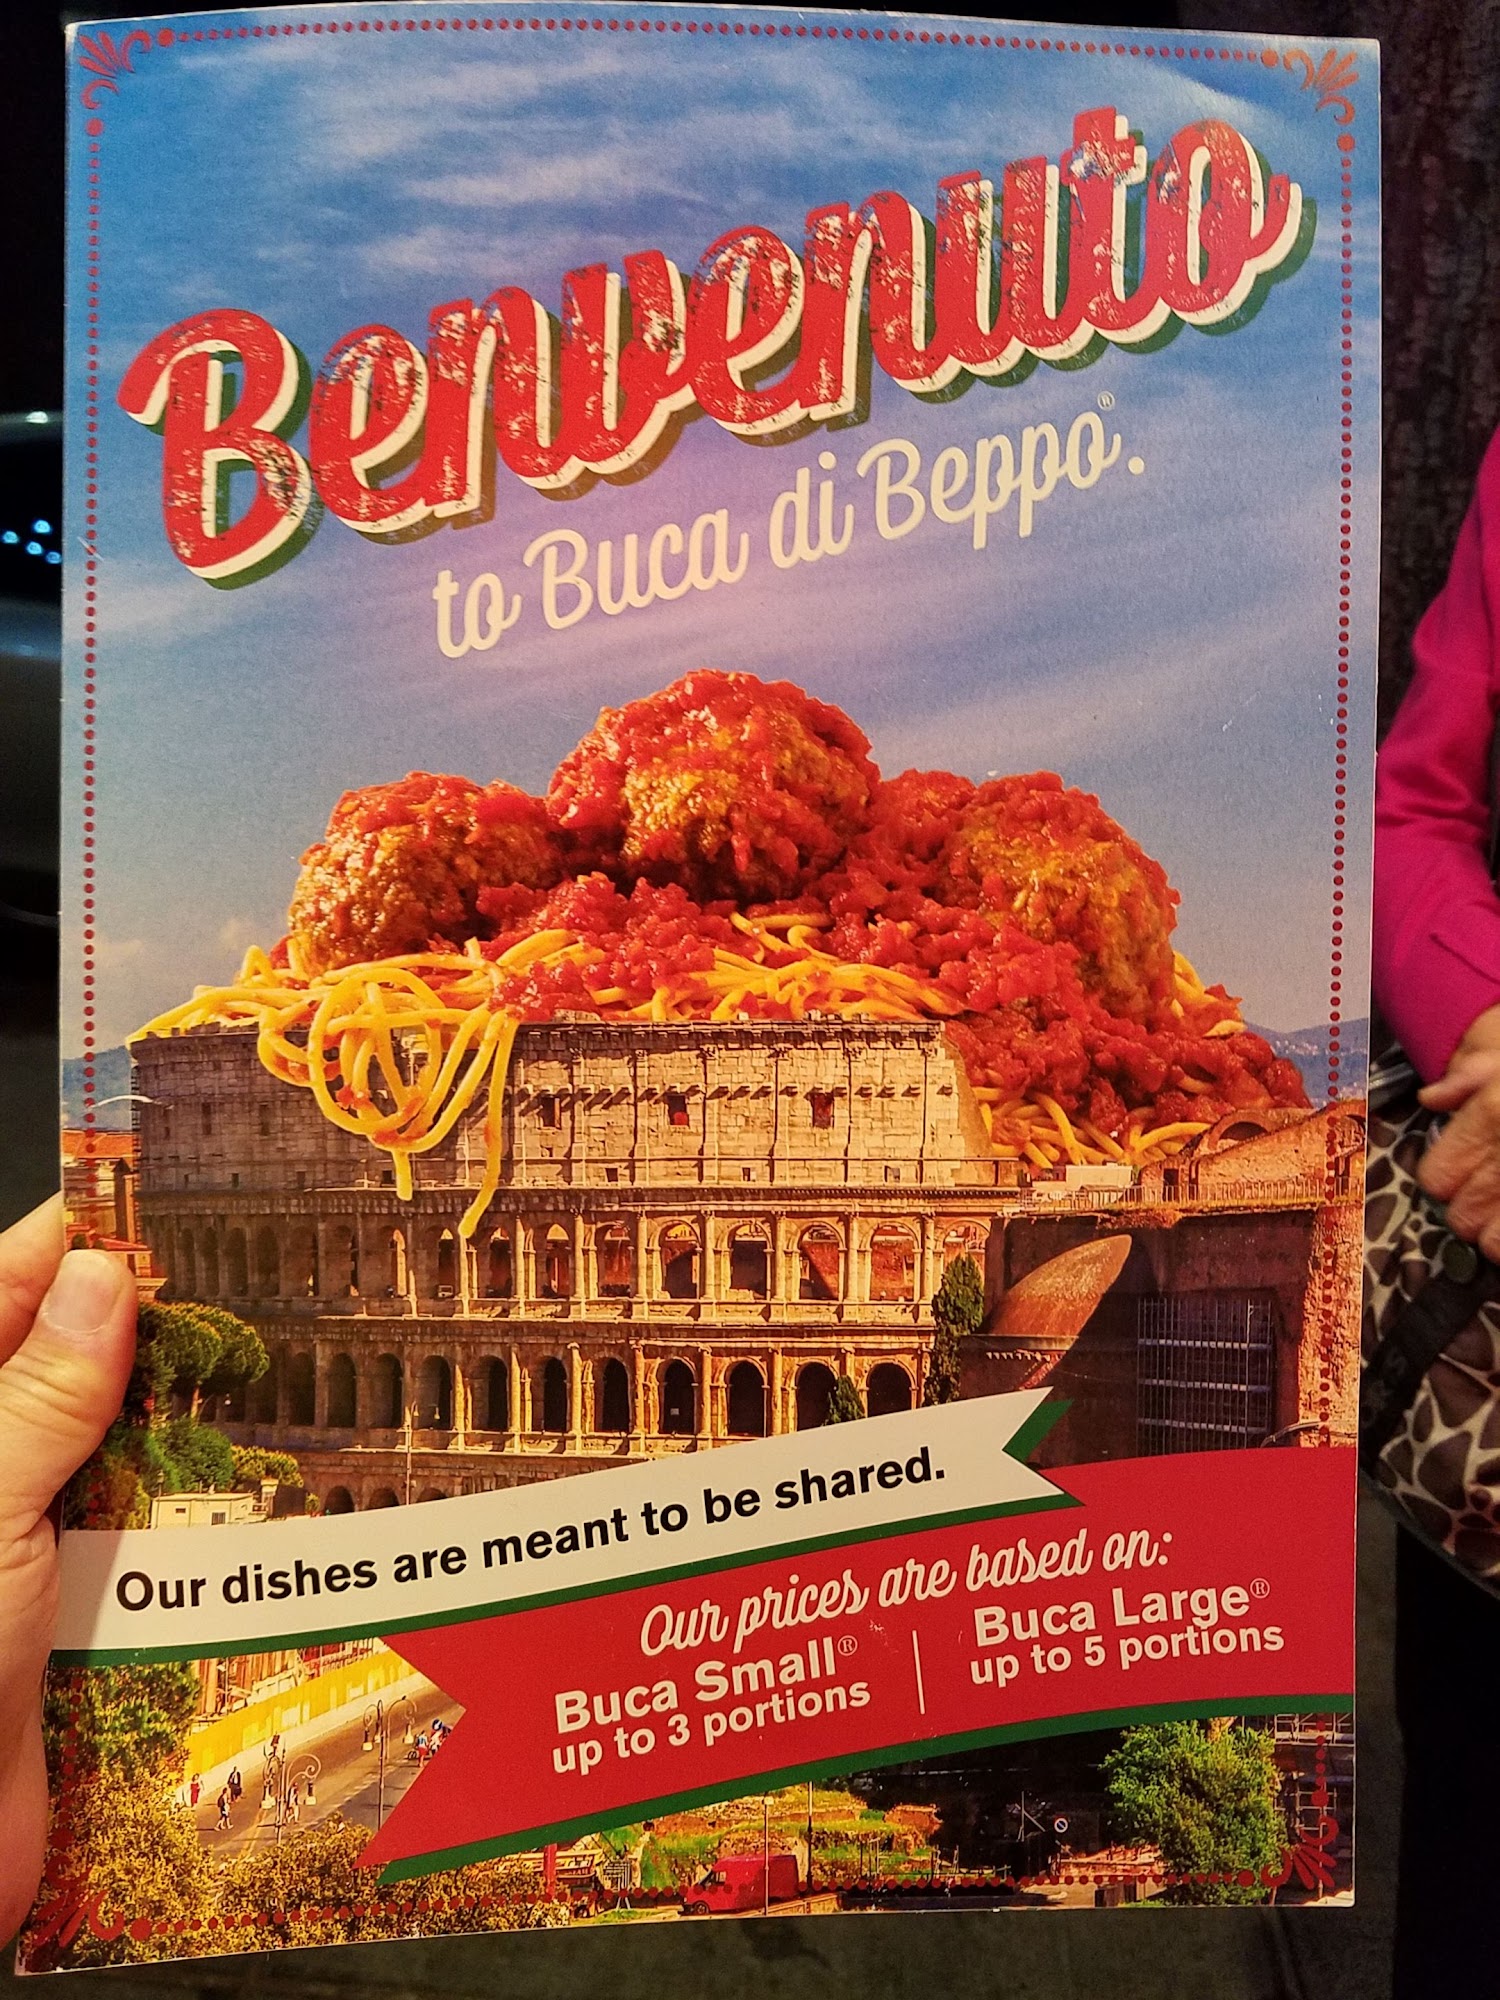 Benvenuto
to Buca di Beppo®.
Our dishes are meant to be shared.
Our prices are based on:
Buca Small®
up to 3 portions
Buca Large®
up to 5 portions